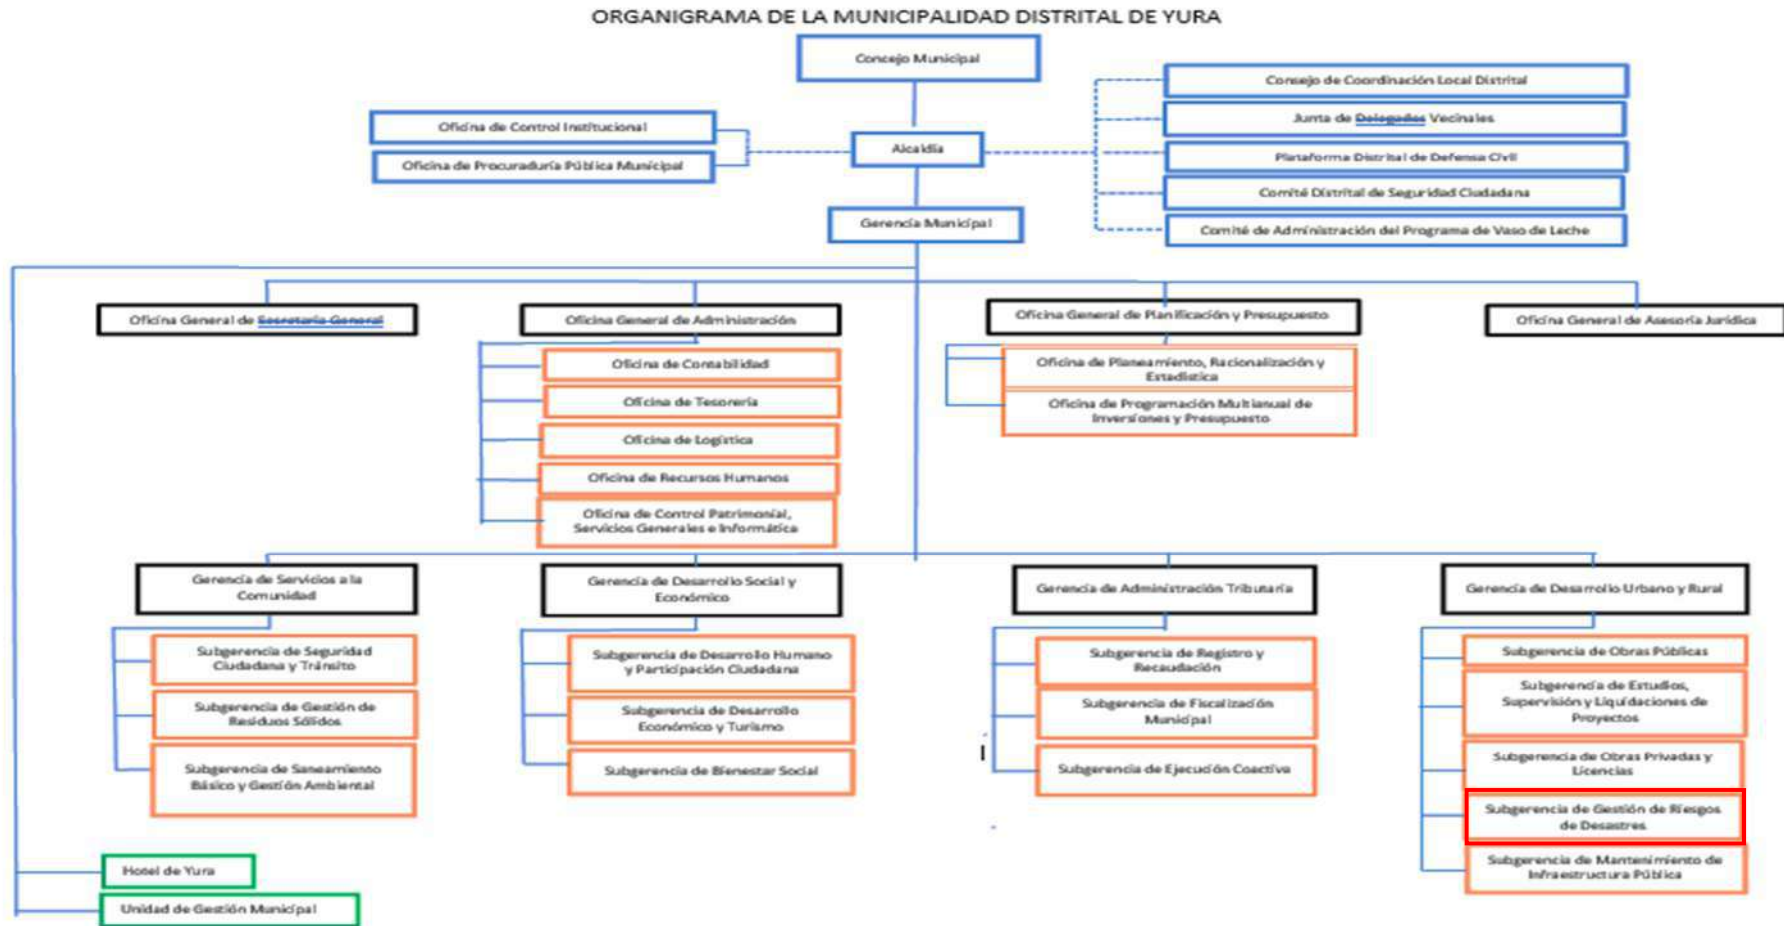 ORGANIGRAMA DE LA MUNICIPALIDAD DISTRITAL DE YURA
Concejo Municipal
Consejo de Coordinación Local Distrital
Oficina de Control Institucional
Junta de Delegados Vecinales
Alcaldía
Oficina de Procuraduría Pública Municipal
Plataforma Distrital de Defensa Civil
Comité Distrital de Seguridad Ciudadana
Gerencia Municipal
Comité de Administración del Programa de Vaso de Leche
Oficina General de Secretaría General
Oficina General de Administración
Oficina General de Planificación y Presupuesto
Oficina General de Asesoría Jurídica
Oficina de Contabilidad
Oficina de Tesorería
Oficina de Logística
Oficina de Recursos Humanos
Oficina de Control Patrimonial,
Servicios Generales e Informática
Oficina de Planeamiento, Racionalización y
Estadística
Oficina de Programación Multianual de
Inversiones y Presupuesto
Gerencia de Servicios a la
Comunidad
Gerencia de Desarrollo Social y
Económico
Gerencia de Administración Tributaria
Gerencia de Desarrollo Urbano y Rural
Subgerencia de Seguridad
Ciudadana y Tránsito
Subgerencia de Gestión de
Residuos Sólidos
Subgerencia de Saneamiento
Básico y Gestión Ambiental
Subgerencia de Desarrollo Humano
y Participación Ciudadana
Subgerencia de Desarrollo
Económico y Turismo
Subgerencia de Bienestar Social
Subgerencia de Registro y
Recaudación
Subgerencia de Fiscalización
Municipal
Subgerencia de Ejecución Coactiva
Subgerencia de Obras Públicas
Subgerencia de Estudios,
Supervisión y Liquidaciones de
Proyectos
Subgerencia de Obras Privadas y
Licencias
Subgerencia de Gestión de Riesgos
de Desastres
Subgerencia de Mantenimiento de
Infraestructura Pública
Hotel de Yura
Unidad de Gestión Municipal